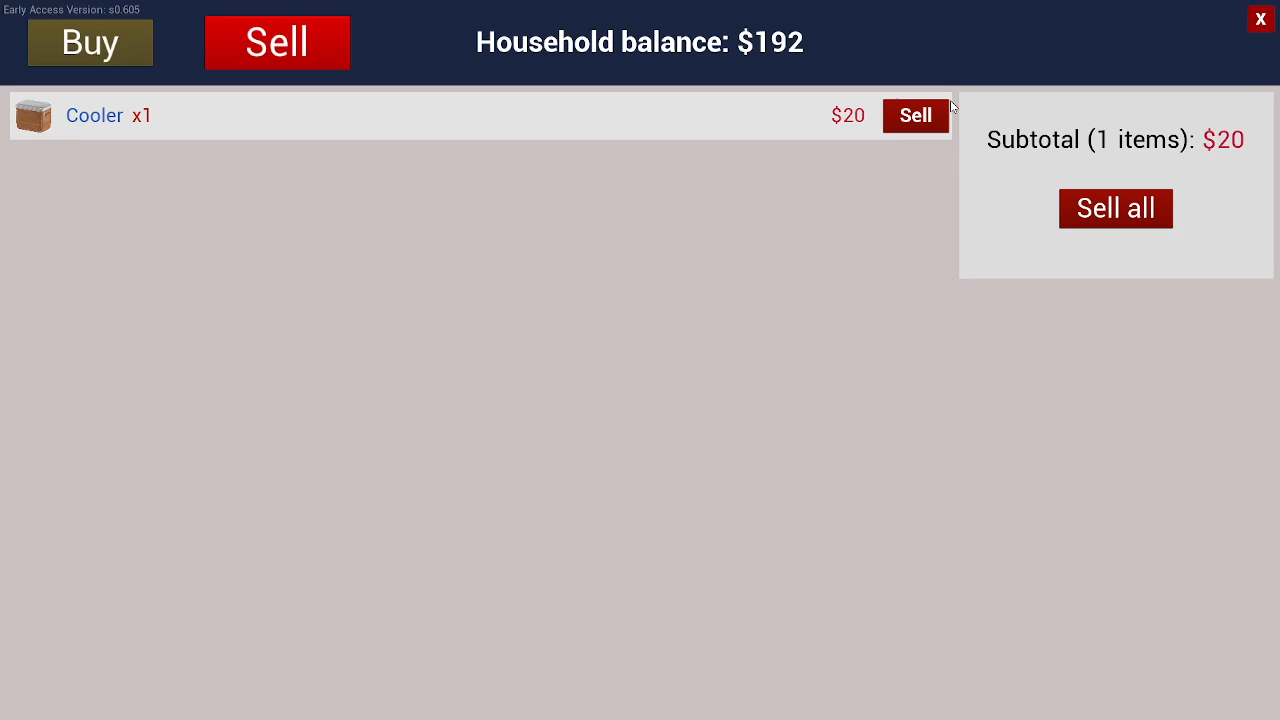 Early Access Version: s0.605
Buy
Sell
Household balance: $192
X
Cooler x1
$20
Sell
Subtotal (1 items): $20
Sell all